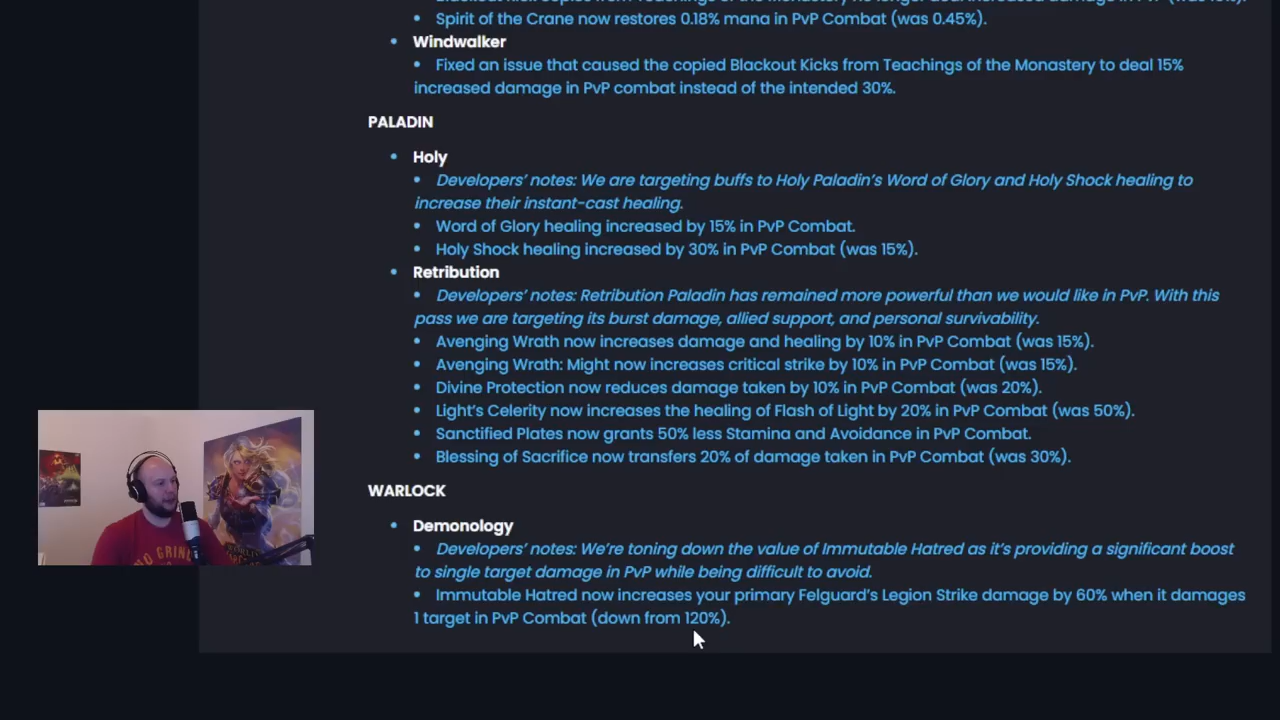 Spirit of the Crane now restores 0.18% mana in PvP Combat (was 0.45%).
Windwalker
Fixed an issue that caused the copied Blackout Kicks from Teachings of the Monastery to deal 15%
increased damage in PvP combat instead of the intended 30%.
PALADIN
Holy
Developers’ notes: We are targeting buffs to Holy Paladin’s Word of Glory and Holy Shock healing to
increase their instant-cast healing.
Word of Glory healing increased by 15% in PvP Combat.
Holy Shock healing increased by 30% in PvP Combat (was 15%).
Retribution
Developers’ notes: Retribution Paladin has remained more powerful than we would like in PvP. With this
pass we are targeting its burst damage, allied support, and personal survivability.
Avenging Wrath now increases damage and healing by 10% in PvP Combat (was 15%).
Avenging Wrath: Might now increases critical strike by 10% in PvP Combat (was 15%).
Divine Protection now reduces damage taken by 10% in PvP Combat (was 20%).
Light’s Celerity now increases the healing of Flash of Light by 20% in PvP Combat (was 50%).
Sanctified Plates now grants 50% less Stamina and Avoidance in PvP Combat.
Blessing of Sacrifice now transfers 20% of damage taken in PvP Combat (was 30%).
WARLOCK
Demonology
Developers’ notes: We’re toning down the value of Immutable Hatred as it’s providing a significant boost
to single target damage in PvP while being difficult to avoid.
Immutable Hatred now increases your primary Felguard’s Legion Strike damage by 60% when it damages
1 target in PvP Combat (down from 120%).